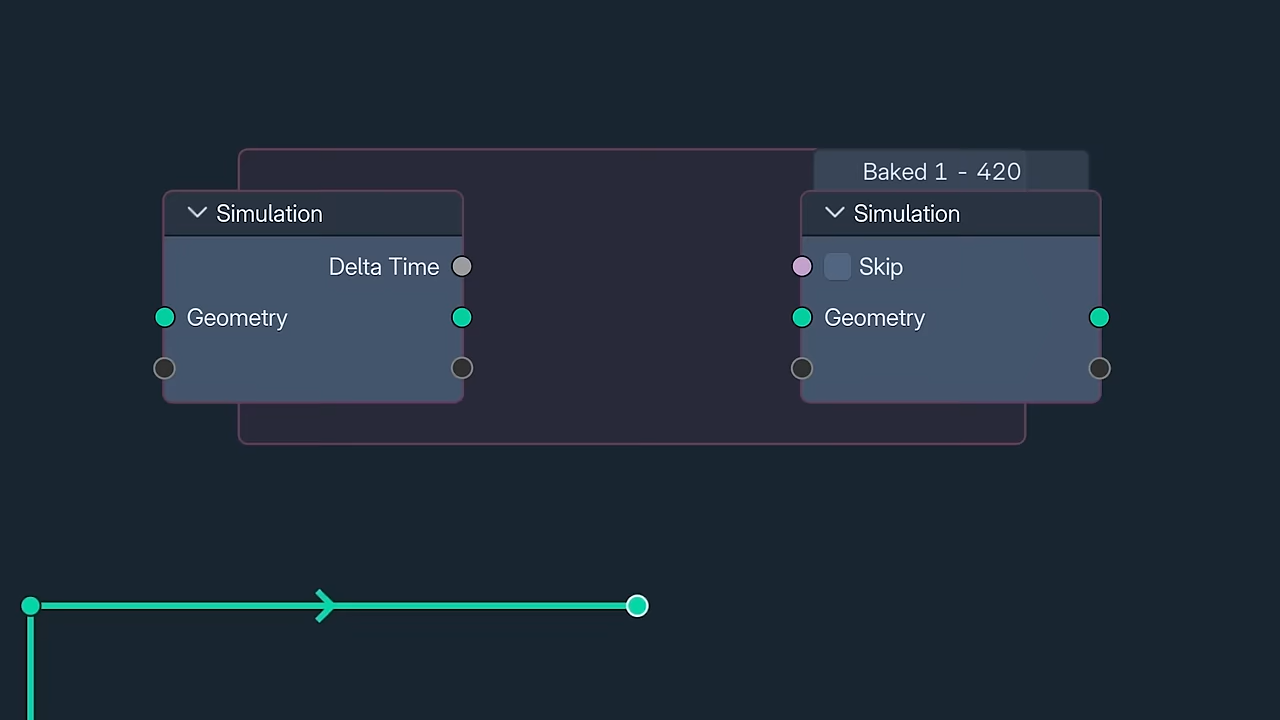 Baked 1 - 420
Simulation
Simulation
Delta Time
Skip
Geometry
Geometry